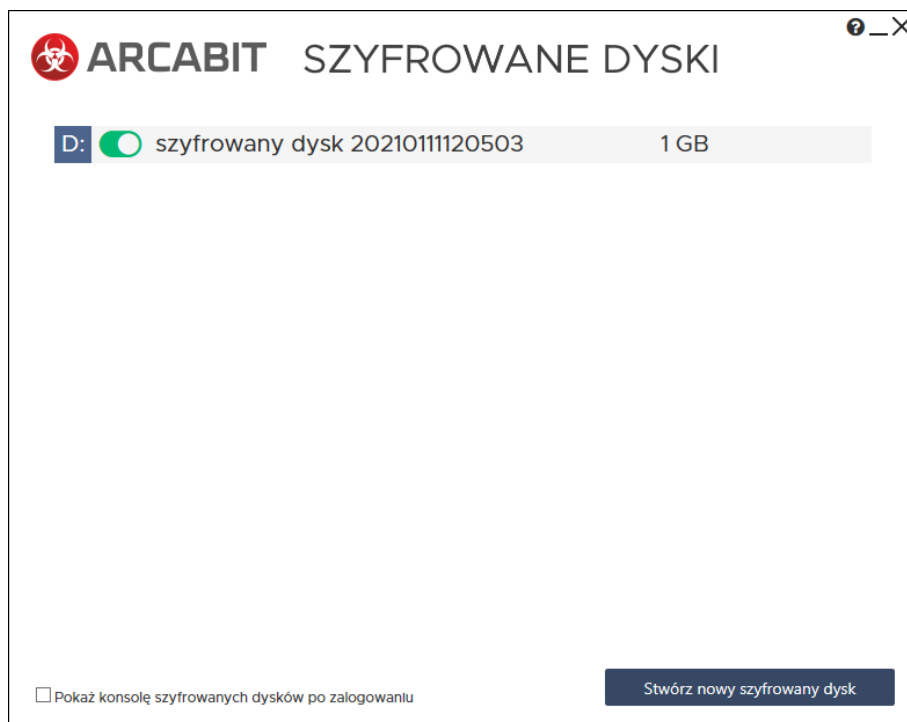 ARCABIT SZYFROWANE DYSKI
D: szyfrowany dysk 20210111120503 1 GB
Pokaż konsolę szyfrowanych dysków po zalogowaniu
Stwórz nowy szyfrowany dysk